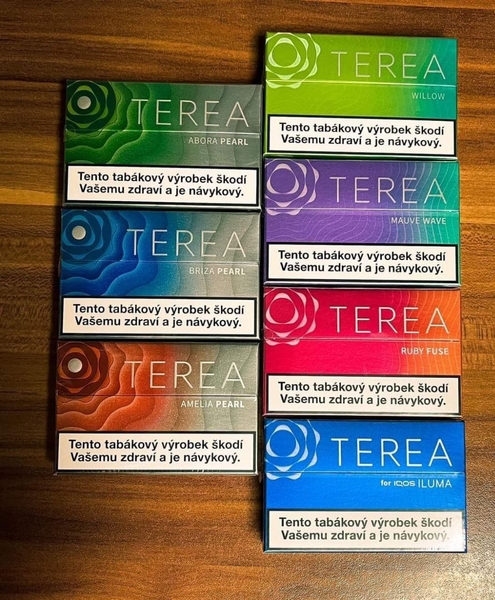 TEREA
ABORA PEARL
Tento tabákový výrobek škodí
Vašemu zdraví a je návykový.
TEREA
BRIZA PEARL
Tento tabákový výrobek škodí
Vašemu zdraví a je návykový.
TEREA
AMELIA PEARL
Tento tabákový výrobek škodí
Vašemu zdraví a je návykový.
TEREA
WILLOW
Tento tabákový výrobek škodí
Vašemu zdraví a je návykový.
TEREA
MAUVE WAVE
Tento tabákový výrobek škodí
Vašemu zdraví a je návykový.
TEREA
RUBY FUSE
Tento tabákový výrobek škodí
Vašemu zdraví a je návykový.
TEREA
for IQOS ILUMA
Tento tabákový výrobek škodí
Vašemu zdraví a je návykový.